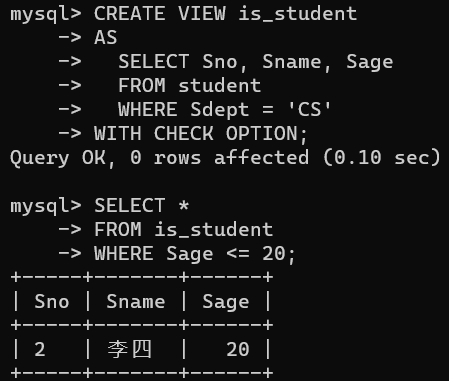 mysql> CREATE VIEW is_student
    -> AS
    ->   SELECT Sno, Sname, Sage
    ->   FROM student
    ->   WHERE Sdept = 'CS'
    -> WITH CHECK OPTION;
Query OK, 0 rows affected (0.10 sec)

mysql> SELECT *
    -> FROM is_student
    -> WHERE Sage <= 20;
+-----+-------+------+
| Sno | Sname | Sage |
+-----+-------+------+
| 2   | 李四  |   20 |
+-----+-------+------+